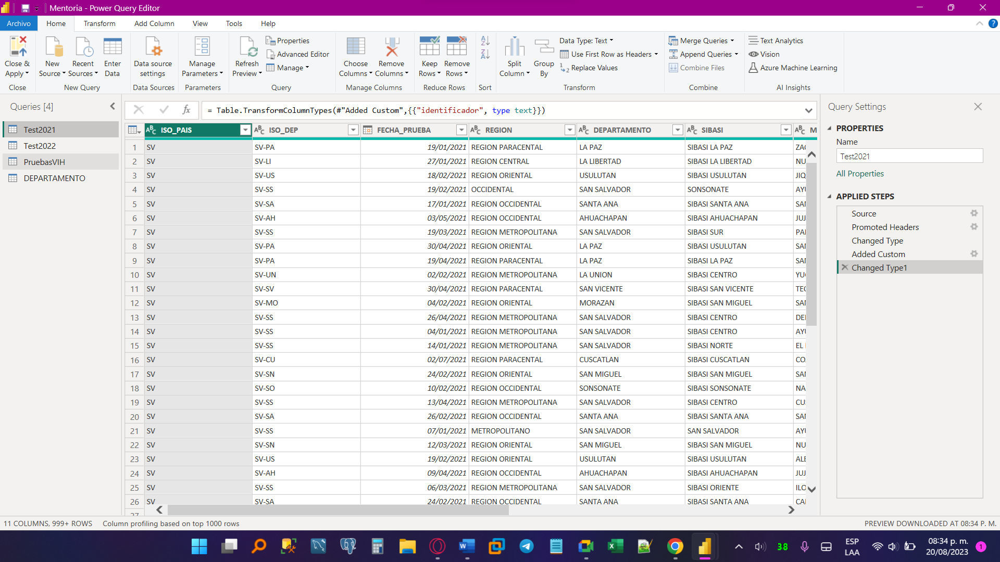 Mentoria - Power Query Editor
Archivo Home Transform Add Column View Tools Help
Close & Apply
Close
New Source
Recent Sources
Enter Data
New Query
Data source settings
Data Sources
Manage Parameters
Parameters
Refresh Preview
Properties
Advanced Editor
Manage
Query
Choose Columns
Remove Columns
Manage Columns
Keep Rows
Remove Rows
Reduce Rows
Sort
Split Column
Group By
Data Type: Text
Use First Row as Headers
Replace Values
Transform
Merge Queries
Append Queries
Combine Files
Combine
Text Analytics
Vision
Azure Machine Learning
AI Insights
Queries [4]
Test2021
Test2022
PruebasVIH
DEPARTAMENTO
fx = Table.TransformColumnTypes(#"Added Custom",{{"identificador", type text}})
ISO_PAIS ISO_DEP FECHA_PRUEBA REGION DEPARTAMENTO SIBASI M
1 SV SV-PA 19/01/2021 REGION PARACENTAL LA PAZ SIBASI LA PAZ ZAC
2 SV SV-LI 27/01/2021 REGION CENTRAL LA LIBERTAD SIBASI LA LIBERTAD NU
3 SV SV-US 18/02/2021 REGION ORIENTAL USULUTAN SIBASI USULUTAN JIQ
4 SV SV-SS 19/02/2021 OCCIDENTAL SAN SALVADOR SONSONATE AYU
5 SV SV-SA 17/01/2021 REGION OCCIDENTAL SANTA ANA SIBASI SANTA ANA SAN
6 SV SV-AH 03/05/2021 REGION OCCIDENTAL AHUACHAPAN SIBASI AHUACHAPAN JUJ
7 SV SV-SS 19/03/2021 REGION METROPOLITANA SAN SALVADOR SIBASI SUR PAN
8 SV SV-PA 30/04/2021 REGION ORIENTAL LA PAZ SIBASI USULUTAN SAN
9 SV SV-PA 19/04/2021 REGION PARACENTAL LA PAZ SIBASI LA PAZ SAN
10 SV SV-UN 02/02/2021 REGION METROPOLITANA LA UNION SIBASI CENTRO YUC
11 SV SV-SV 30/04/2021 REGION PARACENTAL SAN VICENTE SIBASI SAN VICENTE TEC
12 SV SV-MO 04/02/2021 REGION ORIENTAL MORAZAN SIBASI SAN MIGUEL SAN
13 SV SV-SS 26/04/2021 REGION METROPOLITANA SAN SALVADOR SIBASI CENTRO DEL
14 SV SV-SS 04/01/2021 REGION METROPOLITANA SAN SALVADOR SIBASI CENTRO AYU
15 SV SV-SS 14/01/2021 REGION METROPOLITANA SAN SALVADOR SIBASI NORTE EL
16 SV SV-CU 02/07/2021 REGION PARACENTAL CUSCATLAN SIBASI CUSCATLAN CO
17 SV SV-SN 24/02/2021 REGION ORIENTAL SAN MIGUEL SIBASI SAN MIGUEL SAN
18 SV SV-SO 10/02/2021 REGION OCCIDENTAL SONSONATE SIBASI SONSONATE NA
19 SV SV-SS 13/04/2021 REGION METROPOLITANA SAN SALVADOR SIBASI CENTRO CUS
20 SV SV-SA 26/02/2021 REGION OCCIDENTAL SANTA ANA SIBASI SANTA ANA SAN
21 SV SV-SS 07/01/2021 METROPOLITANO SAN SALVADOR SAN SALVADOR AYU
22 SV SV-SN 12/03/2021 REGION ORIENTAL SAN MIGUEL SIBASI SAN MIGUEL NU
23 SV SV-US 19/02/2021 REGION ORIENTAL USULUTAN SIBASI USULUTAN ALE
24 SV SV-AH 09/04/2021 REGION OCCIDENTAL AHUACHAPAN SIBASI AHUACHAPAN JUJ
25 SV SV-SS 06/03/2021 REGION METROPOLITANA SAN SALVADOR SIBASI ORIENTE ILO
26 SV SV-SA 24/02/2021 REGION OCCIDENTAL SANTA ANA SIBASI SANTA ANA CAN
27
Query Settings
PROPERTIES
Name
Test2021
All Properties
APPLIED STEPS
Source
Promoted Headers
Changed Type
Added Custom
Changed Type1
11 COLUMNS, 999+ ROWS Column profiling based on top 1000 rows
PREVIEW DOWNLOADED AT 08:34 P. M.
38
ESP
LAA
08:34 p. m.
20/08/2023
1